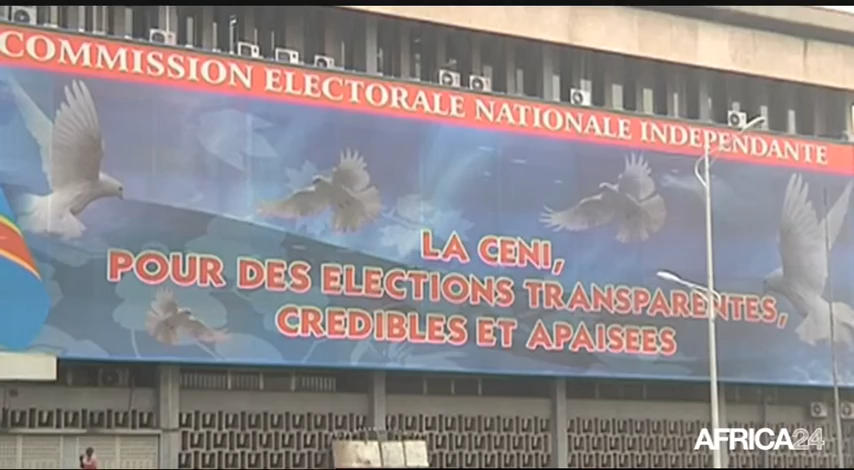 COMMISSION ELECTORALE NATIONALE INDEPENDANTE
LA CENI,
POUR DES ELECTIONS TRANSPARENTES,
CREDIBLES ET APAISEES
AFRICA24